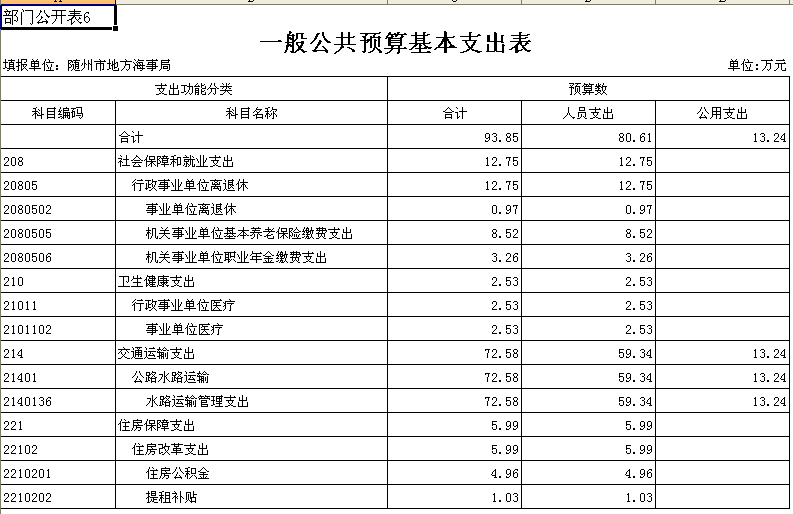 部门公开表6
一般公共预算基本支出表
填报单位：随州市地方海事局 单位:万元
支出功能分类 预算数
科目编码 科目名称 合计 人员支出 公用支出
合计 93.85 80.61 13.24
208 社会保障和就业支出 12.75 12.75
20805 行政事业单位离退休 12.75 12.75
2080502 事业单位离退休 0.97 0.97
2080505 机关事业单位基本养老保险缴费支出 8.52 8.52
2080506 机关事业单位职业年金缴费支出 3.26 3.26
210 卫生健康支出 2.53 2.53
21011 行政事业单位医疗 2.53 2.53
2101102 事业单位医疗 2.53 2.53
214 交通运输支出 72.58 59.34 13.24
21401 公路水路运输 72.58 59.34 13.24
2140136 水路运输管理支出 72.58 59.34 13.24
221 住房保障支出 5.99 5.99
22102 住房改革支出 5.99 5.99
2210201 住房公积金 4.96 4.96
2210202 提租补贴 1.03 1.03